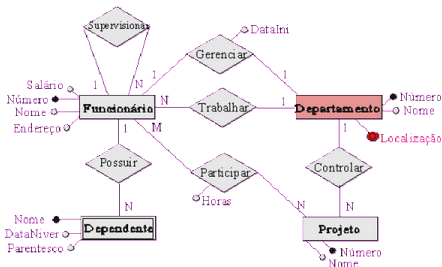 Supervisionar
DataIni
Gerenciar
1
N
1
1
Salário
Número
Nome
Endereço
Funcionário
N
Trabalhar
1
Departamento
Número
Nome
Localização
1
M
1
Possuir
Participar
Controlar
Horas
N
N
N
Nome
DataNiver
Parentesco
Dependente
Projeto
Número
Nome